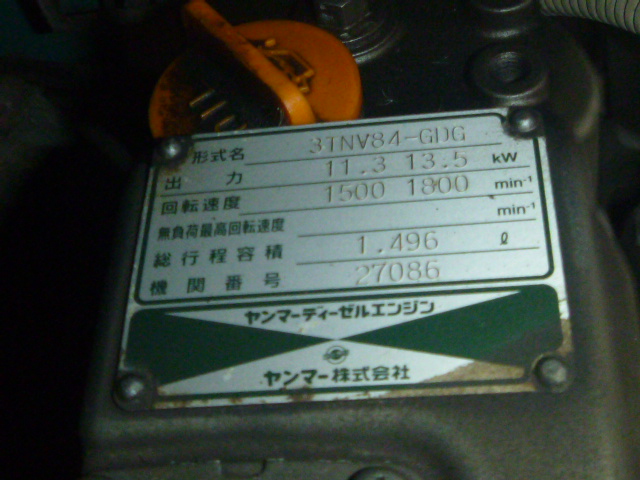 形式名 3TNV84-GDG
出力 11.3 13.5 kW
回転速度 1500 1800 min⁻¹
無負荷最高回転速度 min⁻¹
総行程容積 1.496 ℓ
機関番号 27086
ヤンマーディーゼルエンジン
ヤンマー株式会社